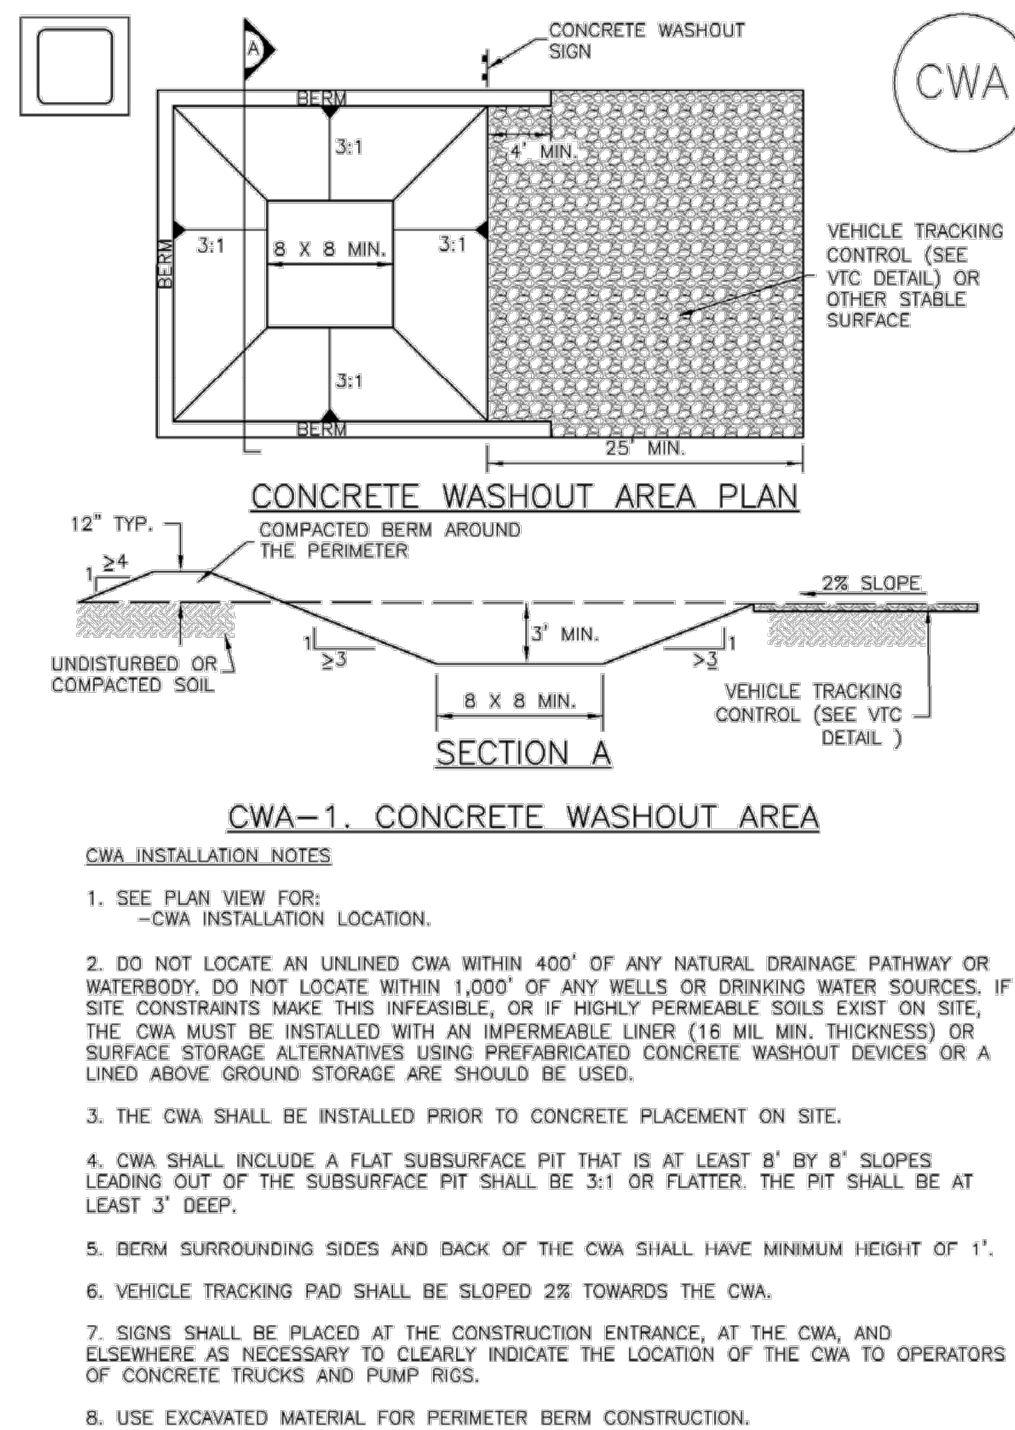 CONCRETE WASHOUT
SIGN
A
CWA
BERM
3:1
4' MIN.
BERM
3:1
3:1
8 X 8 MIN.
VEHICLE TRACKING
CONTROL (SEE
VTC DETAIL) OR
OTHER STABLE
SURFACE
3:1
BERM
25' MIN.
CONCRETE WASHOUT AREA PLAN
12" TYP.
COMPACTED BERM AROUND
THE PERIMETER
1
≥4
2% SLOPE
3' MIN.
1
≥3
1
>3
UNDISTURBED OR
COMPACTED SOIL
8 X 8 MIN.
VEHICLE TRACKING
CONTROL (SEE VTC
DETAIL )
SECTION A
CWA-1. CONCRETE WASHOUT AREA
CWA INSTALLATION NOTES
1. SEE PLAN VIEW FOR:
-CWA INSTALLATION LOCATION.
2. DO NOT LOCATE AN UNLINED CWA WITHIN 400' OF ANY NATURAL DRAINAGE PATHWAY OR
WATERBODY. DO NOT LOCATE WITHIN 1,000' OF ANY WELLS OR DRINKING WATER SOURCES. IF
SITE CONSTRAINTS MAKE THIS INFEASIBLE, OR IF HIGHLY PERMEABLE SOILS EXIST ON SITE,
THE CWA MUST BE INSTALLED WITH AN IMPERMEABLE LINER (16 MIL MIN. THICKNESS) OR
SURFACE STORAGE ALTERNATIVES USING PREFABRICATED CONCRETE WASHOUT DEVICES OR A
LINED ABOVE GROUND STORAGE ARE SHOULD BE USED.
3. THE CWA SHALL BE INSTALLED PRIOR TO CONCRETE PLACEMENT ON SITE.
4. CWA SHALL INCLUDE A FLAT SUBSURFACE PIT THAT IS AT LEAST 8' BY 8' SLOPES
LEADING OUT OF THE SUBSURFACE PIT SHALL BE 3:1 OR FLATTER. THE PIT SHALL BE AT
LEAST 3' DEEP.
5. BERM SURROUNDING SIDES AND BACK OF THE CWA SHALL HAVE MINIMUM HEIGHT OF 1'.
6. VEHICLE TRACKING PAD SHALL BE SLOPED 2% TOWARDS THE CWA.
7. SIGNS SHALL BE PLACED AT THE CONSTRUCTION ENTRANCE, AT THE CWA, AND
ELSEWHERE AS NECESSARY TO CLEARLY INDICATE THE LOCATION OF THE CWA TO OPERATORS
OF CONCRETE TRUCKS AND PUMP RIGS.
8. USE EXCAVATED MATERIAL FOR PERIMETER BERM CONSTRUCTION.